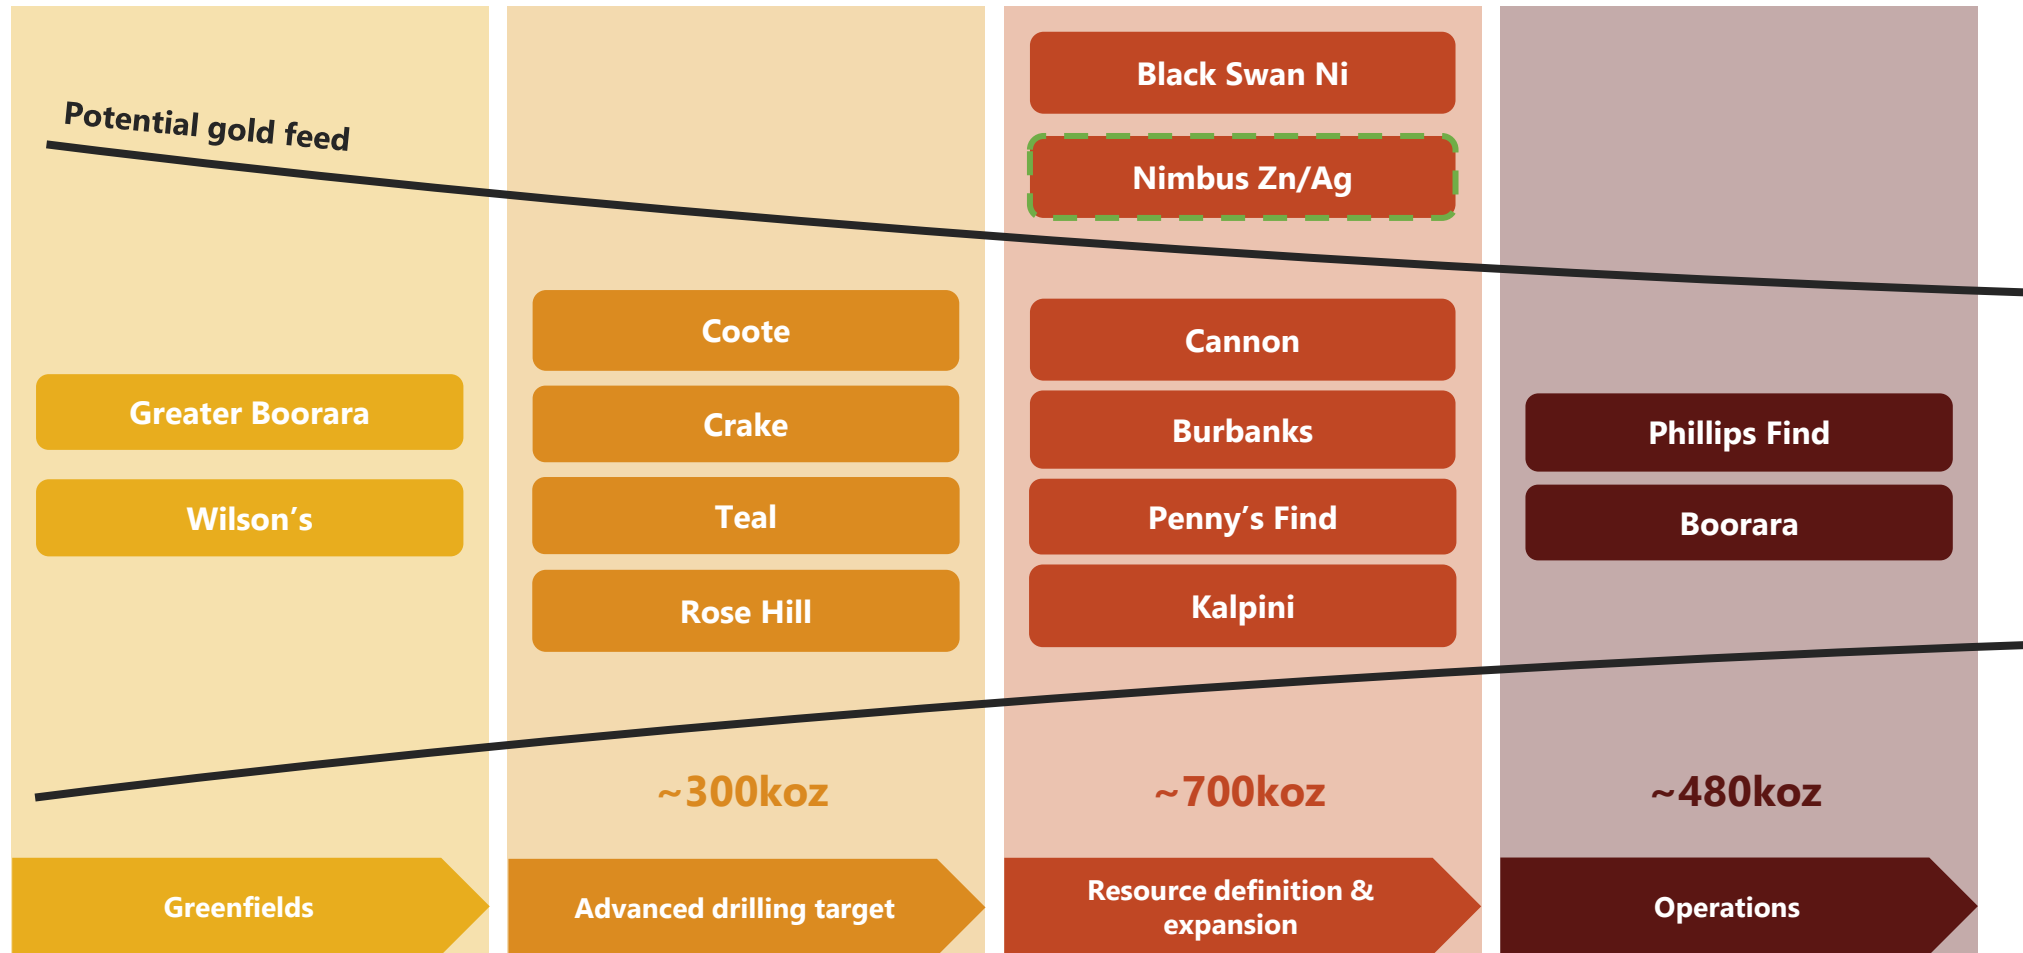 Potential gold feed
Greater Boorara
Wilson’s
Greenfields
Coote
Crake
Teal
Rose Hill
~300koz
Advanced drilling target
Black Swan Ni
Nimbus Zn/Ag
Cannon
Burbanks
Penny’s Find
Kalpini
~700koz
Resource definition &
expansion
Phillips Find
Boorara
~480koz
Operations